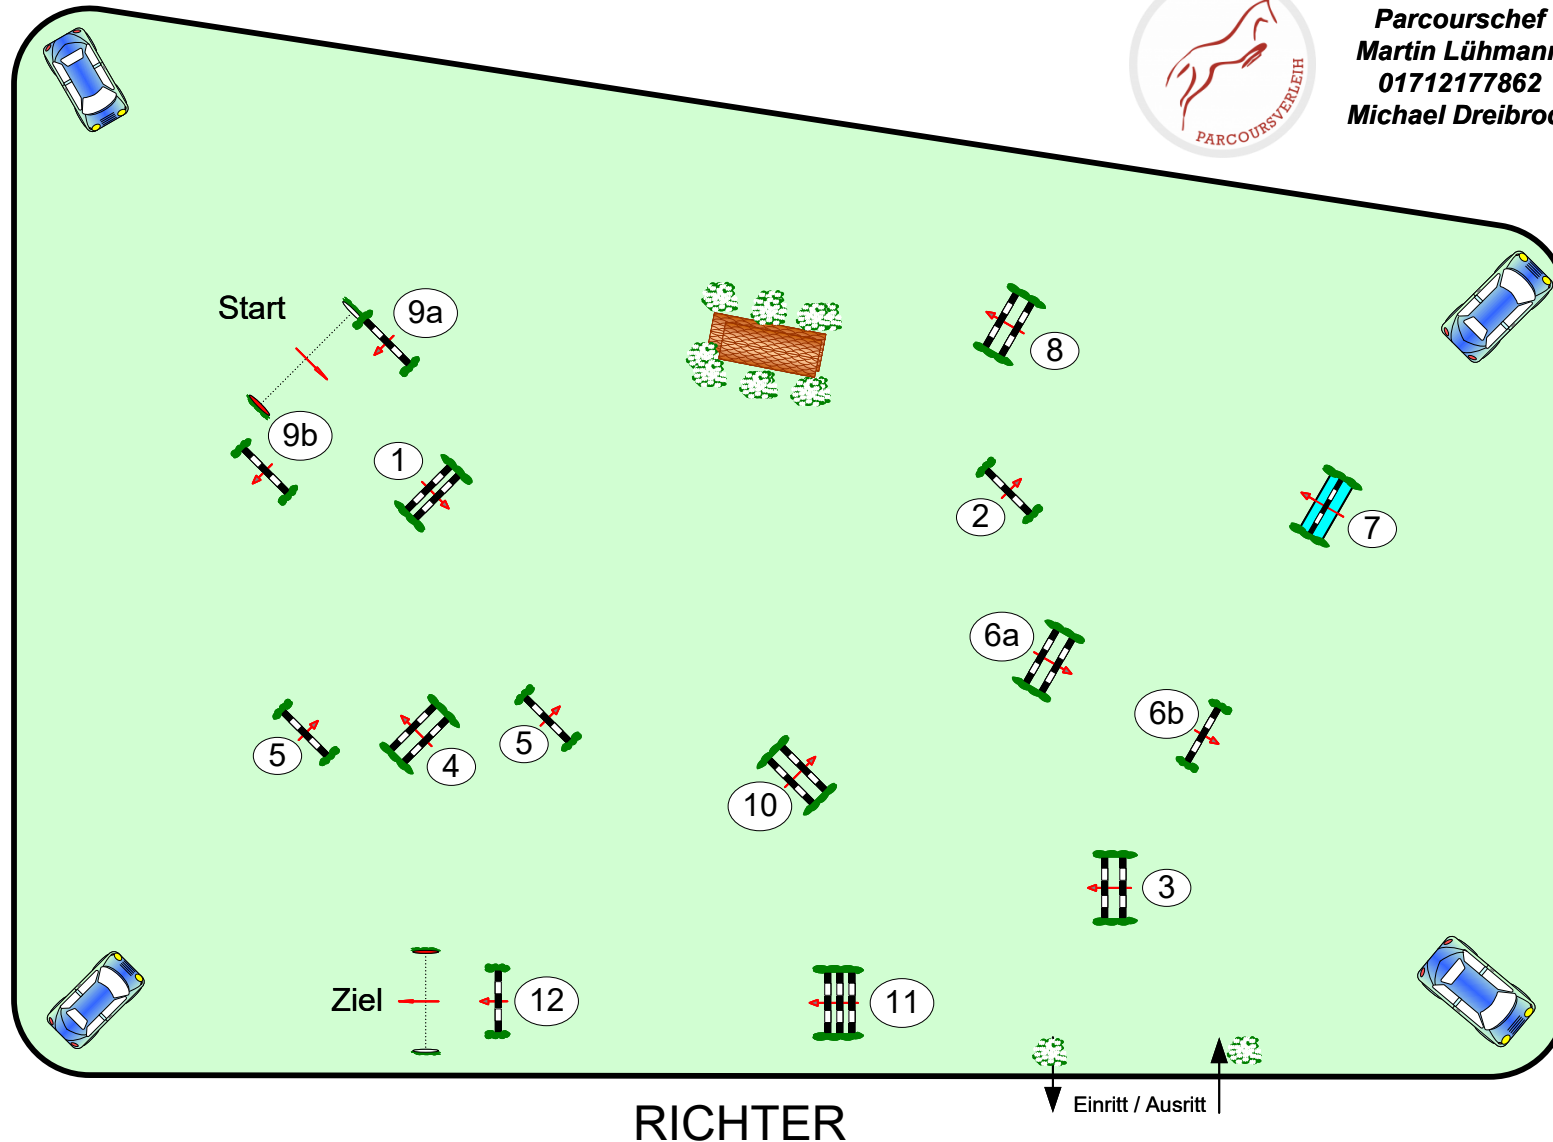 Parcourschef
Martin Lühmann
01712177862
Michael Dreibrodt
PARCOURSVERLEIH
Start
9a
8
9b
1
2
7
6a
6b
5
4
5
10
3
Ziel
12
11
Einritt / Ausritt
RICHTER